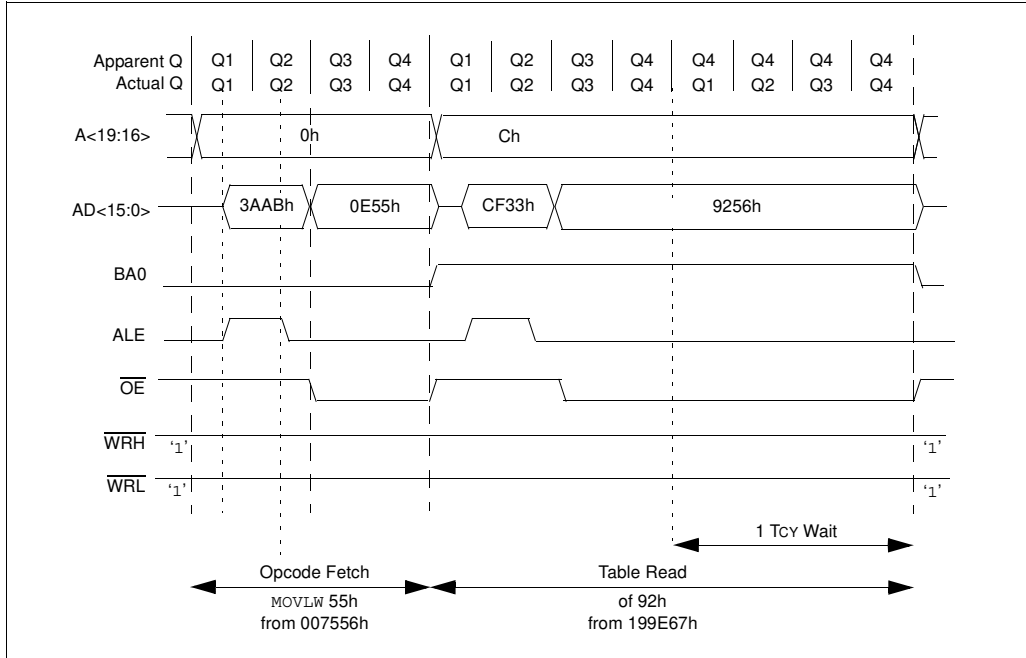 Apparent Q Q1 Q2 Q3 Q4 Q1 Q2 Q3 Q4 Q4 Q4 Q4 Q4
Actual Q Q1 Q2 Q3 Q4 Q1 Q2 Q3 Q4 Q1 Q2 Q3 Q4
A<19:16> 0h Ch
AD<15:0> 3AABh 0E55h CF33h 9256h
BA0
ALE
OE
WRH '1' '1'
WRL '1' '1'
1 TCY Wait
Opcode Fetch Table Read
MOVLW 55h of 92h
from 007556h from 199E67h